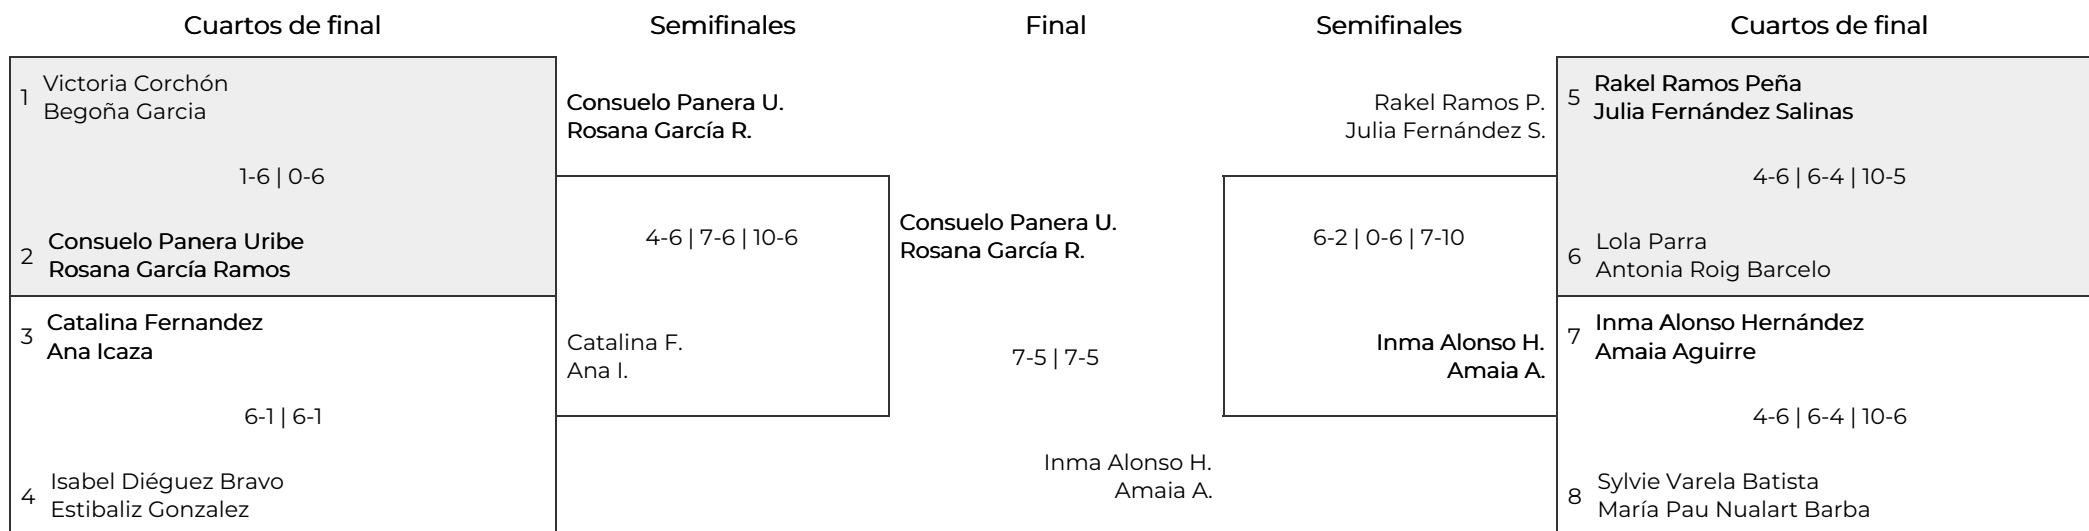 Cuartos de final
Semifinales
Final
Semifinales
Cuartos de final
1
Victoria Corchón
Begoña Garcia
1-6 | 0-6
2
Consuelo Panera Uribe
Rosana García Ramos
3
Catalina Fernandez
Ana Icaza
6-1 | 6-1
4
Isabel Diéguez Bravo
Estibaliz Gonzalez
Consuelo Panera U.
Rosana García R.
4-6 | 7-6 | 10-6
Catalina F.
Ana I.
Consuelo Panera U.
Rosana García R.
7-5 | 7-5
Inma Alonso H.
Amaia A.
Rakel Ramos P.
Julia Fernández S.
6-2 | 0-6 | 7-10
Inma Alonso H.
Amaia A.
5
Rakel Ramos Peña
Julia Fernández Salinas
4-6 | 6-4 | 10-5
6
Lola Parra
Antonia Roig Barcelo
7
Inma Alonso Hernández
Amaia Aguirre
4-6 | 6-4 | 10-6
8
Sylvie Varela Batista
María Pau Nualart Barba